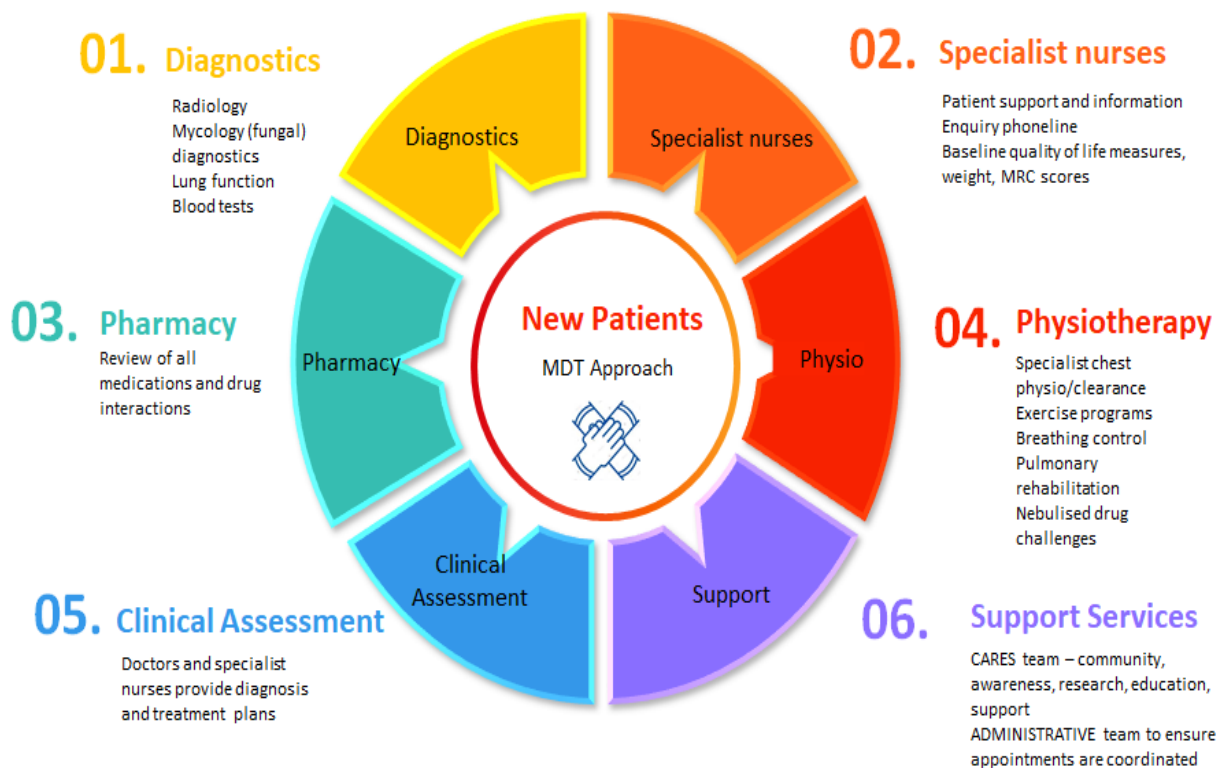 01. Diagnostics
Radiology
Mycology (fungal)
diagnostics
Lung function
Blood tests
02. Specialist nurses
Patient support and information
Enquiry phoneline
Baseline quality of life measures,
weight, MRC scores
Diagnostics
Specialist nurses
03. Pharmacy
Review of all
medications and drug
interactions
Pharmacy
New Patients
MDT Approach
Physio
04. Physiotherapy
Specialist chest
physio/clearance
Exercise programs
Breathing control
Pulmonary
rehabilitation
Nebulised drug
challenges
Clinical
Assessment
Support
05. Clinical Assessment
Doctors and specialist
nurses provide diagnosis
and treatment plans
06. Support Services
CARES team – community,
awareness, research, education,
support
ADMINISTRATIVE team to ensure
appointments are coordinated